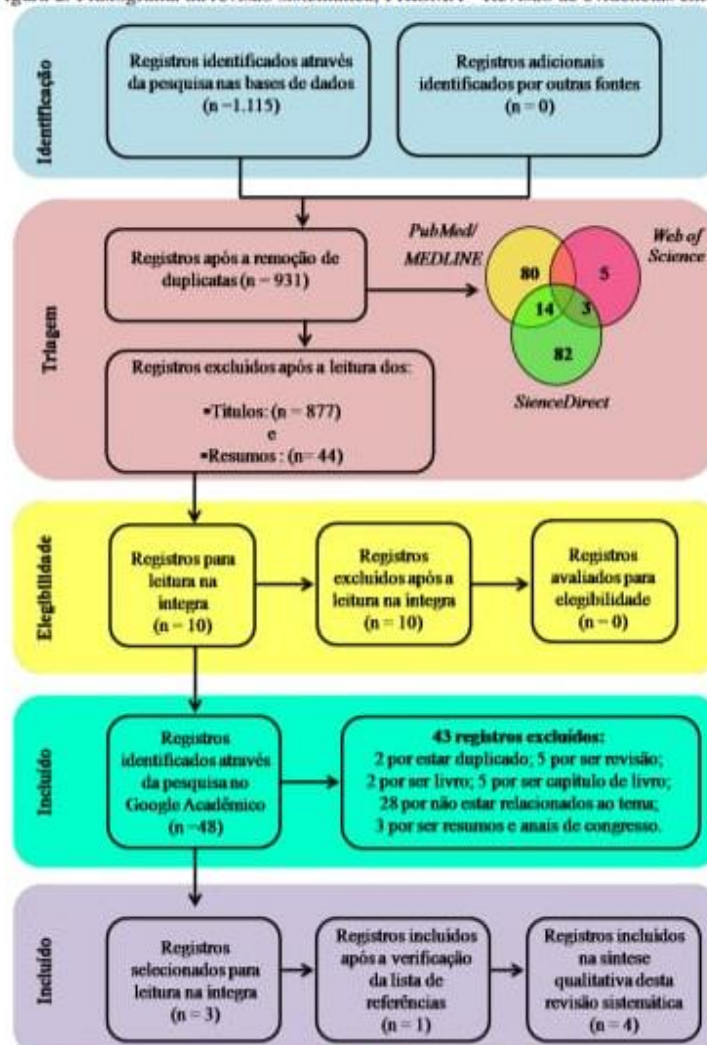 revisão sistemática,
Identificação
Registros identificados através
da pesquisa nas bases de dados
(n =1.115)
Registros adicionais
identificados por outras fontes
(n = 0)
Triagem
Registros após a remoção de
duplicatas (n = 931)
PubMed/
MEDLINE
Web of
Science
80
5
14
3
82
SienceDirect
Registros excluídos após a leitura dos:
▪Títulos: (n = 877)
e
▪Resumos : (n= 44)
Elegibilidade
Registros para
leitura na
íntegra
(n = 10)
Registros
excluídos após a
leitura na íntegra
(n = 10)
Registros
avaliados para
elegibilidade
(n = 0)
Incluído
Registros
identificados através
da pesquisa no
Google Acadêmico
(n =48)
43 registros excluídos:
2 por estar duplicado; 5 por ser revisão;
2 por ser livro; 5 por ser capítulo de livro;
28 por não estar relacionados ao tema;
3 por ser resumos e anais de congresso.
Incluído
Registros
selecionados para
leitura na íntegra
(n = 3)
Registros incluídos
após a verificação
da lista de
referências
(n = 1)
Registros incluídos
na síntese
qualitativa desta
revisão sistemática
(n = 4)